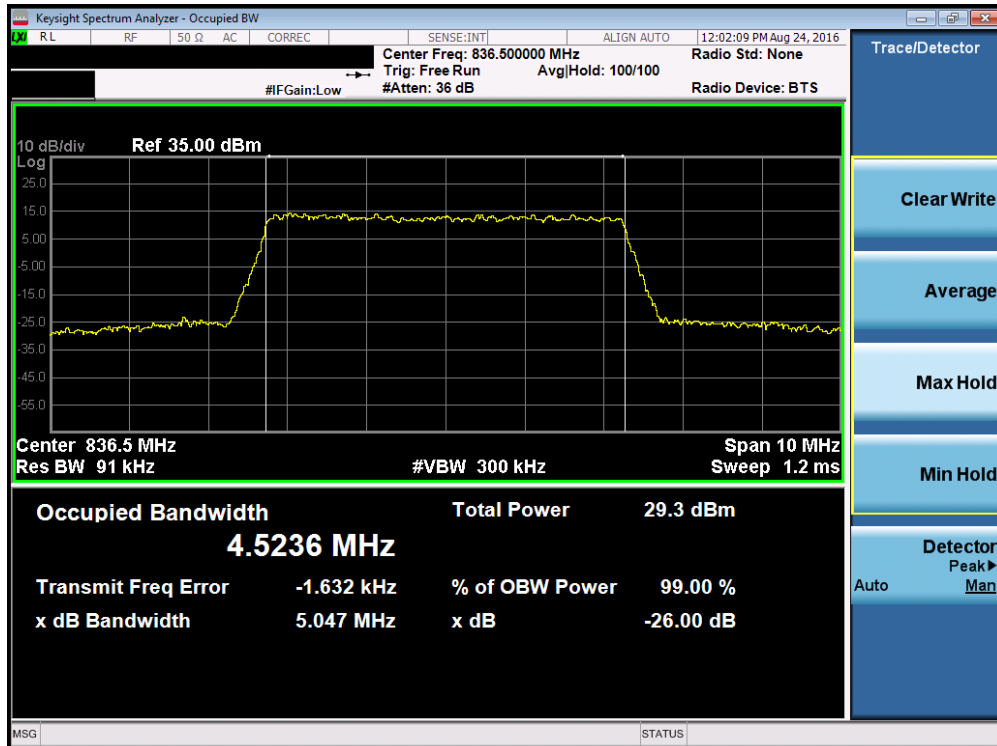 Keysight Spectrum Analyzer - Occupied BW
LXI RL RF 50 Ω AC CORREC SENSE:INT ALIGN AUTO 12:02:09 PM Aug 24, 2016
Center Freq: 836.500000 MHz Radio Std: None
Trig: Free Run Avg|Hold: 100/100
#IFGain:Low #Atten: 36 dB Radio Device: BTS
10 dB/div Ref 35.00 dBm
Log
25.0
15.0
5.00
-5.00
-15.0
-25.0
-35.0
-45.0
-55.0
Center 836.5 MHz Span 10 MHz
Res BW 91 kHz #VBW 300 kHz Sweep 1.2 ms
Occupied Bandwidth Total Power 29.3 dBm
4.5236 MHz
Transmit Freq Error -1.632 kHz % of OBW Power 99.00 %
x dB Bandwidth 5.047 MHz x dB -26.00 dB
MSG STATUS
Trace/Detector
Clear Write
Average
Max Hold
Min Hold
Detector
Peak▶
Auto Man